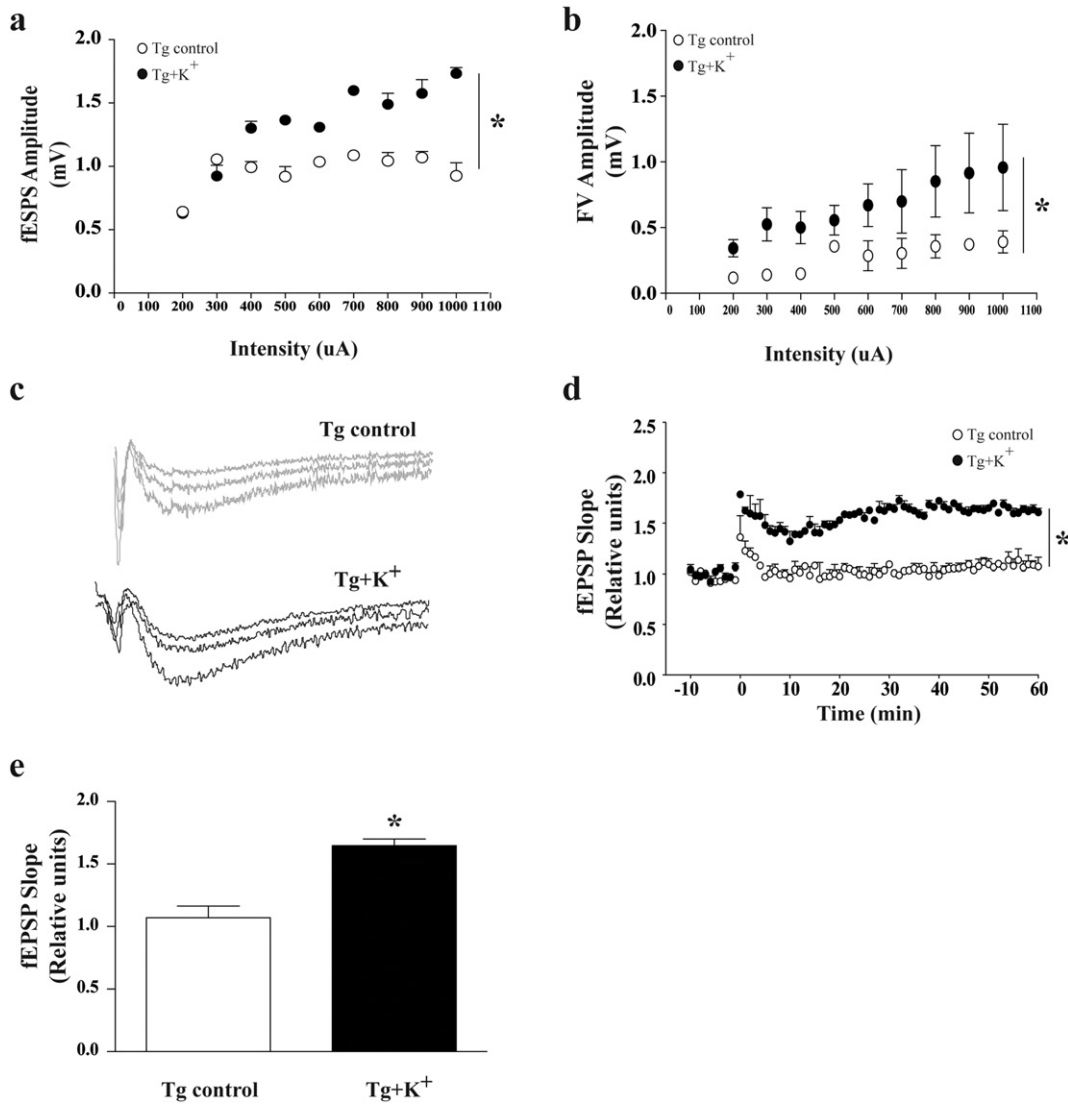 a
fESPS Amplitude
(mV)
2.0
1.5
1.0
0.5
0.0
Tg control
Tg+K+
*
0 100 200 300 400 500 600 700 800 900 1000 1100
Intensity (uA)
b
FV Amplitude
(mV)
2.0
1.5
1.0
0.5
0.0
Tg control
Tg+K+
*
0 100 200 300 400 500 600 700 800 900 1000 1100
Intensity (uA)
c
Tg control
Tg+K+
d
fEPSP Slope
(Relative units)
2.5
2.0
1.5
1.0
0.5
0.0
Tg control
Tg+K+
*
-10 0 10 20 30 40 50 60
Time (min)
e
fEPSP Slope
(Relative units)
2.0
1.5
1.0
0.5
0.0
*
Tg control Tg+K+